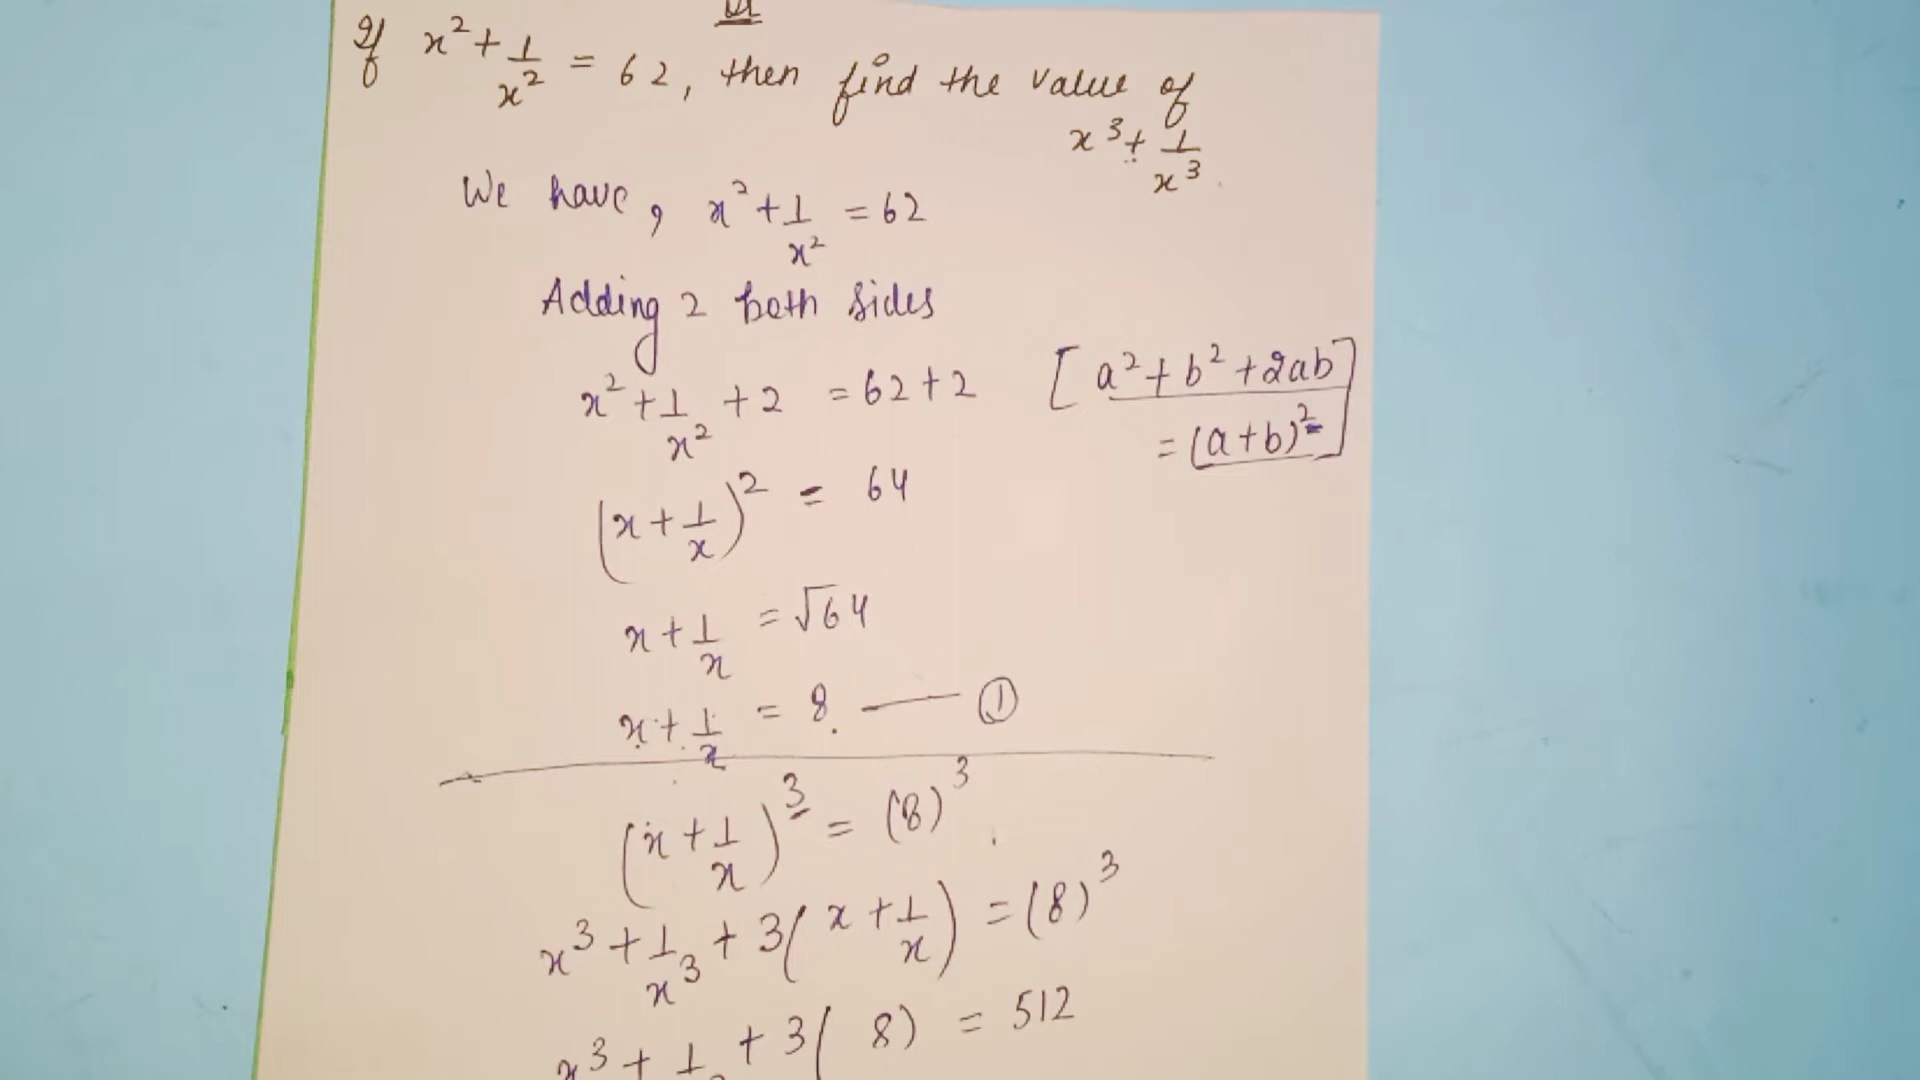 If x² + 1/x² = 62, then find the value of
x³ + 1/x³
We have, x² + 1/x² = 62
Adding 2 both sides
x² + 1/x² + 2 = 62 + 2 [a² + b² + 2ab
= (a+b)²]
(x + 1/x)² = 64
x + 1/x = √64
x + 1/x = 8. — ①
(x + 1/x)³ = (8)³
x³ + 1/x³ + 3(x + 1/x) = (8)³
x³ + 1 + 3( 8) = 512